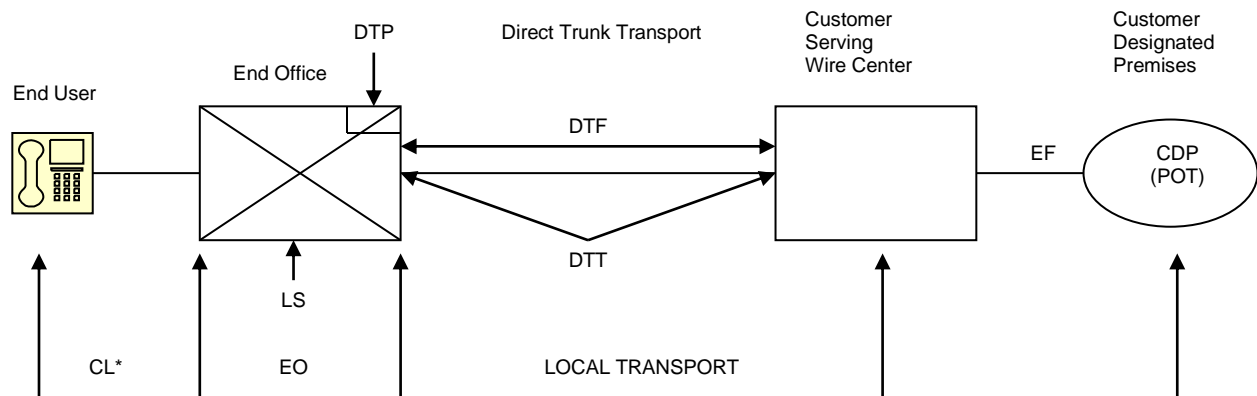 DTP
Direct Trunk Transport
Customer
Serving
Wire Center
Customer
Designated
Premises
End Office
End User
DTF
EF
CDP
(POT)
DTT
LS
CL*
EO
LOCAL TRANSPORT